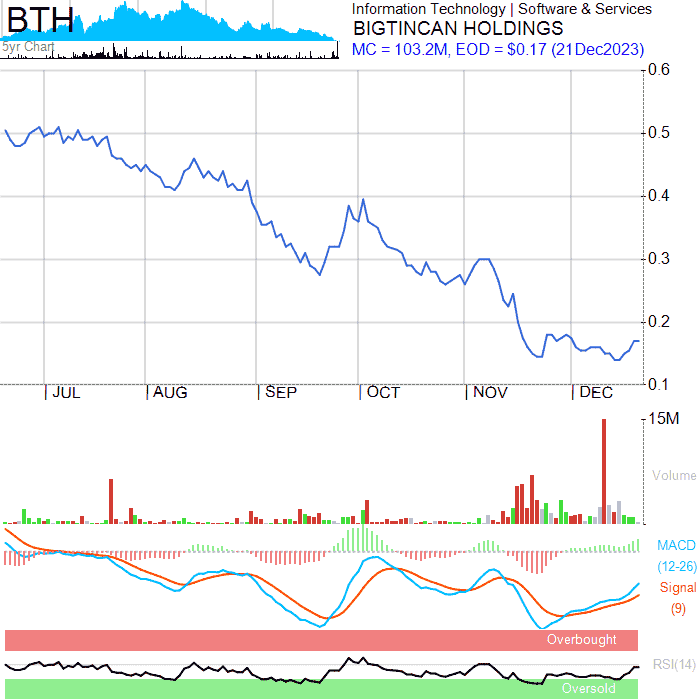 BTH
5yr Chart
Information Technology | Software & Services
BIGTINCAN HOLDINGS
MC = 103.2M, EOD = $0.17 (21Dec2023)
0.6
0.5
0.4
0.3
0.2
0.1
JUL AUG SEP OCT NOV DEC
15M
Volume
MACD
(12-26)
Signal
(9)
Overbought
RSI(14)
Oversold